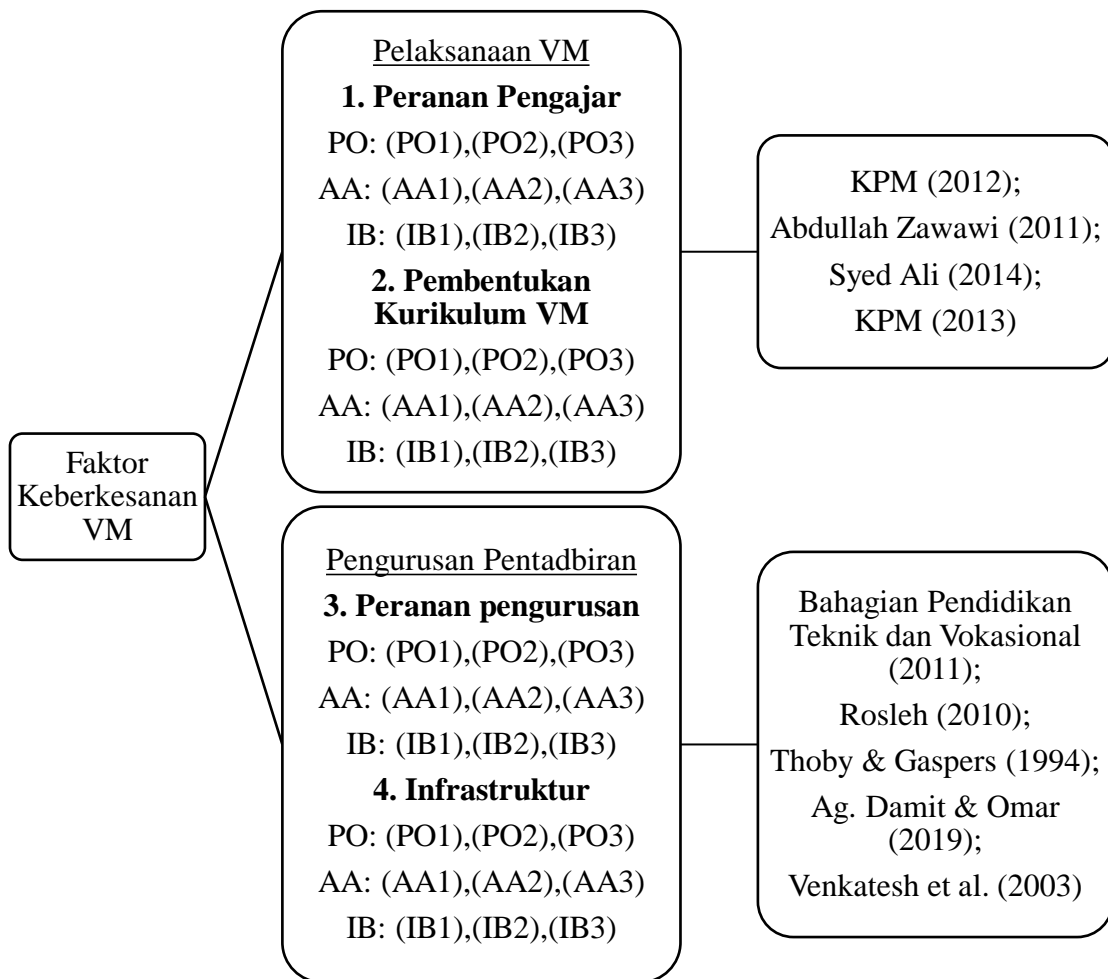 Faktor
Keberkesanan
VM
Pelaksanaan VM
1. Peranan Pengajar
PO: (PO1),(PO2),(PO3)
AA: (AA1),(AA2),(AA3)
IB: (IB1),(IB2),(IB3)
2. Pembentukan
Kurikulum VM
PO: (PO1),(PO2),(PO3)
AA: (AA1),(AA2),(AA3)
IB: (IB1),(IB2),(IB3)
KPM (2012);
Abdullah Zawawi (2011);
Syed Ali (2014);
KPM (2013)
Pengurusan Pentadbiran
3. Peranan pengurusan
PO: (PO1),(PO2),(PO3)
AA: (AA1),(AA2),(AA3)
IB: (IB1),(IB2),(IB3)
4. Infrastruktur
PO: (PO1),(PO2),(PO3)
AA: (AA1),(AA2),(AA3)
IB: (IB1),(IB2),(IB3)
Bahagian Pendidikan
Teknik dan Vokasional
(2011);
Rosleh (2010);
Thoby & Gaspers (1994);
Ag. Damit & Omar
(2019);
Venkatesh et al. (2003)